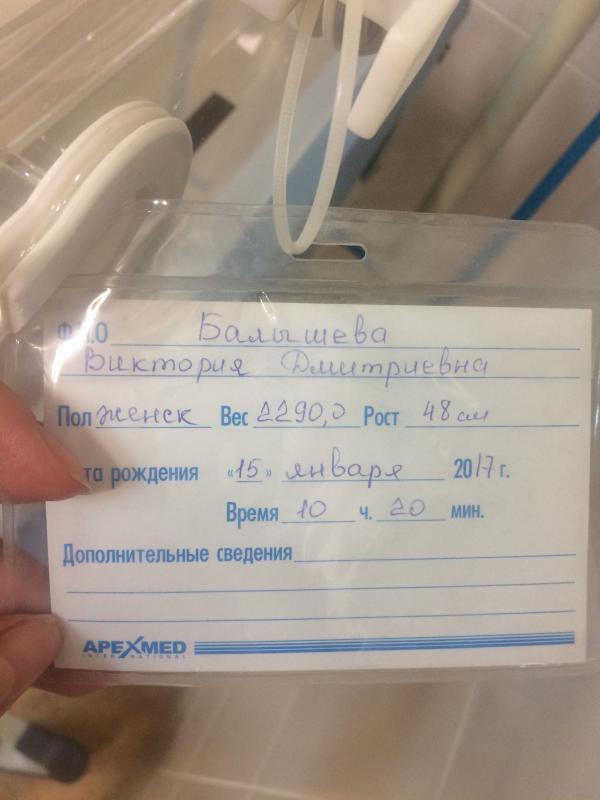 Ф.И.О Балышева
Виктория Дмитриевна
Пол женск Вес 2290,0 Рост 48 см
та рождения «15» января 2017 г.
Время 10 ч. 20 мин.
Дополнительные сведения
APEXMED
INTERNATIONAL